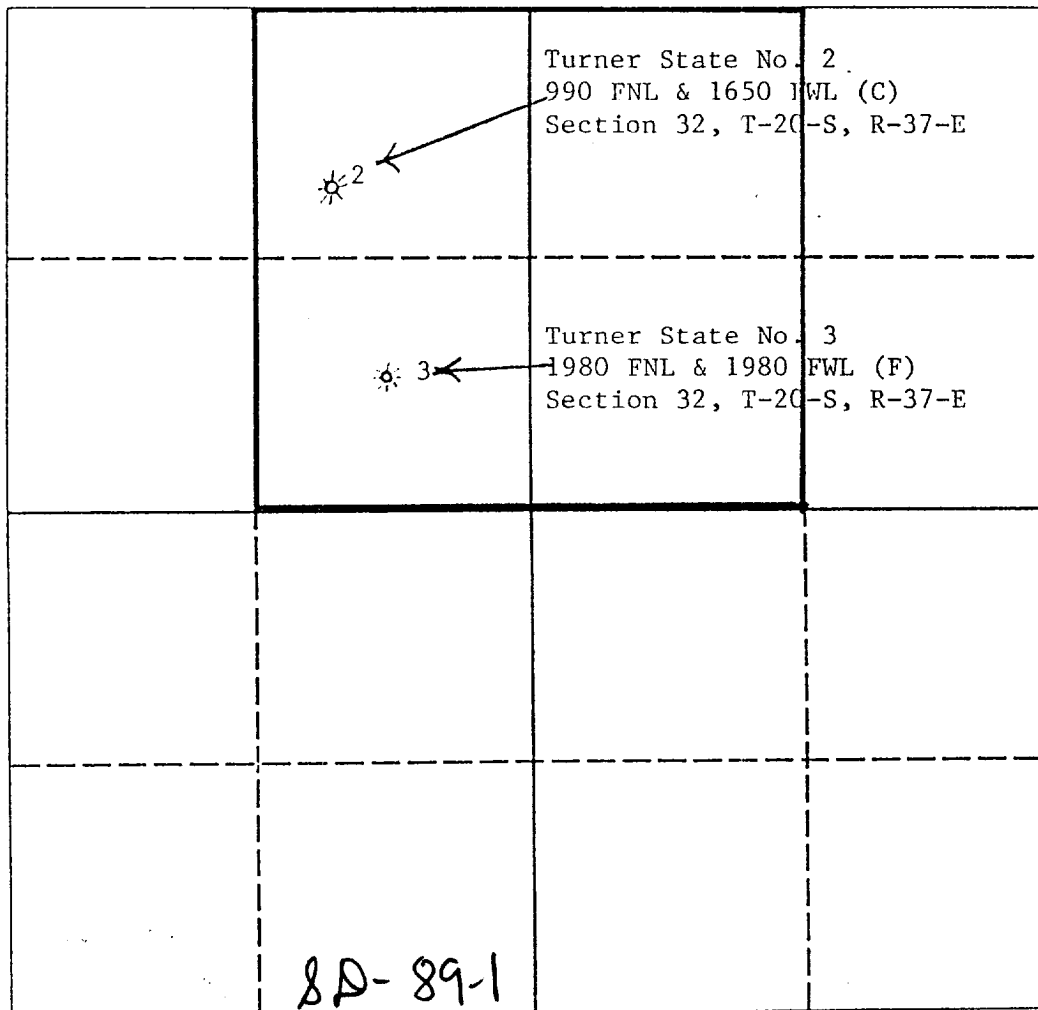 Turner State No. 2
990 FNL & 1650 FWL (C)
Section 32, T-20-S, R-37-E
2
Turner State No. 3
1980 FNL & 1980 FWL (F)
Section 32, T-20-S, R-37-E
3
SD-89-1